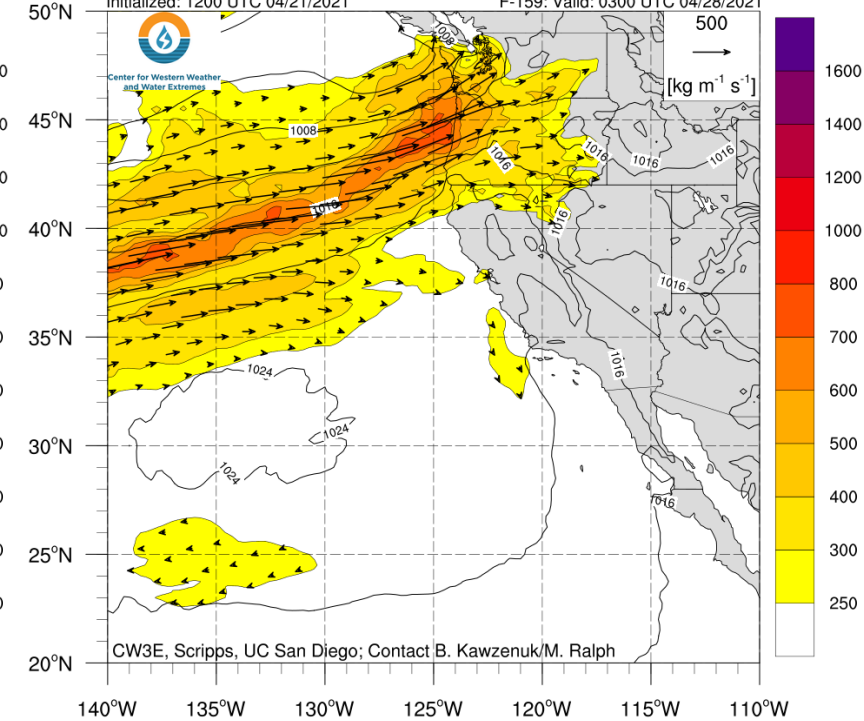 Initialized: 1200 UTC 04/21/2021 F-159: Valid: 0300 UTC 04/28/2021
50°N
500
[kg m⁻¹ s⁻¹]
Center for Western Weather
and Water Extremes
1008
1600
45°N
1008
1400
1016
1016
1016
1016
1200
1016
1016
40°N
1000
1016
800
35°N
1016
700
1024
600
1024
30°N
500
1024
1016
400
25°N
300
250
CW3E, Scripps, UC San Diego; Contact B. Kawzenuk/M. Ralph
20°N
140°W 135°W 130°W 125°W 120°W 115°W 110°W